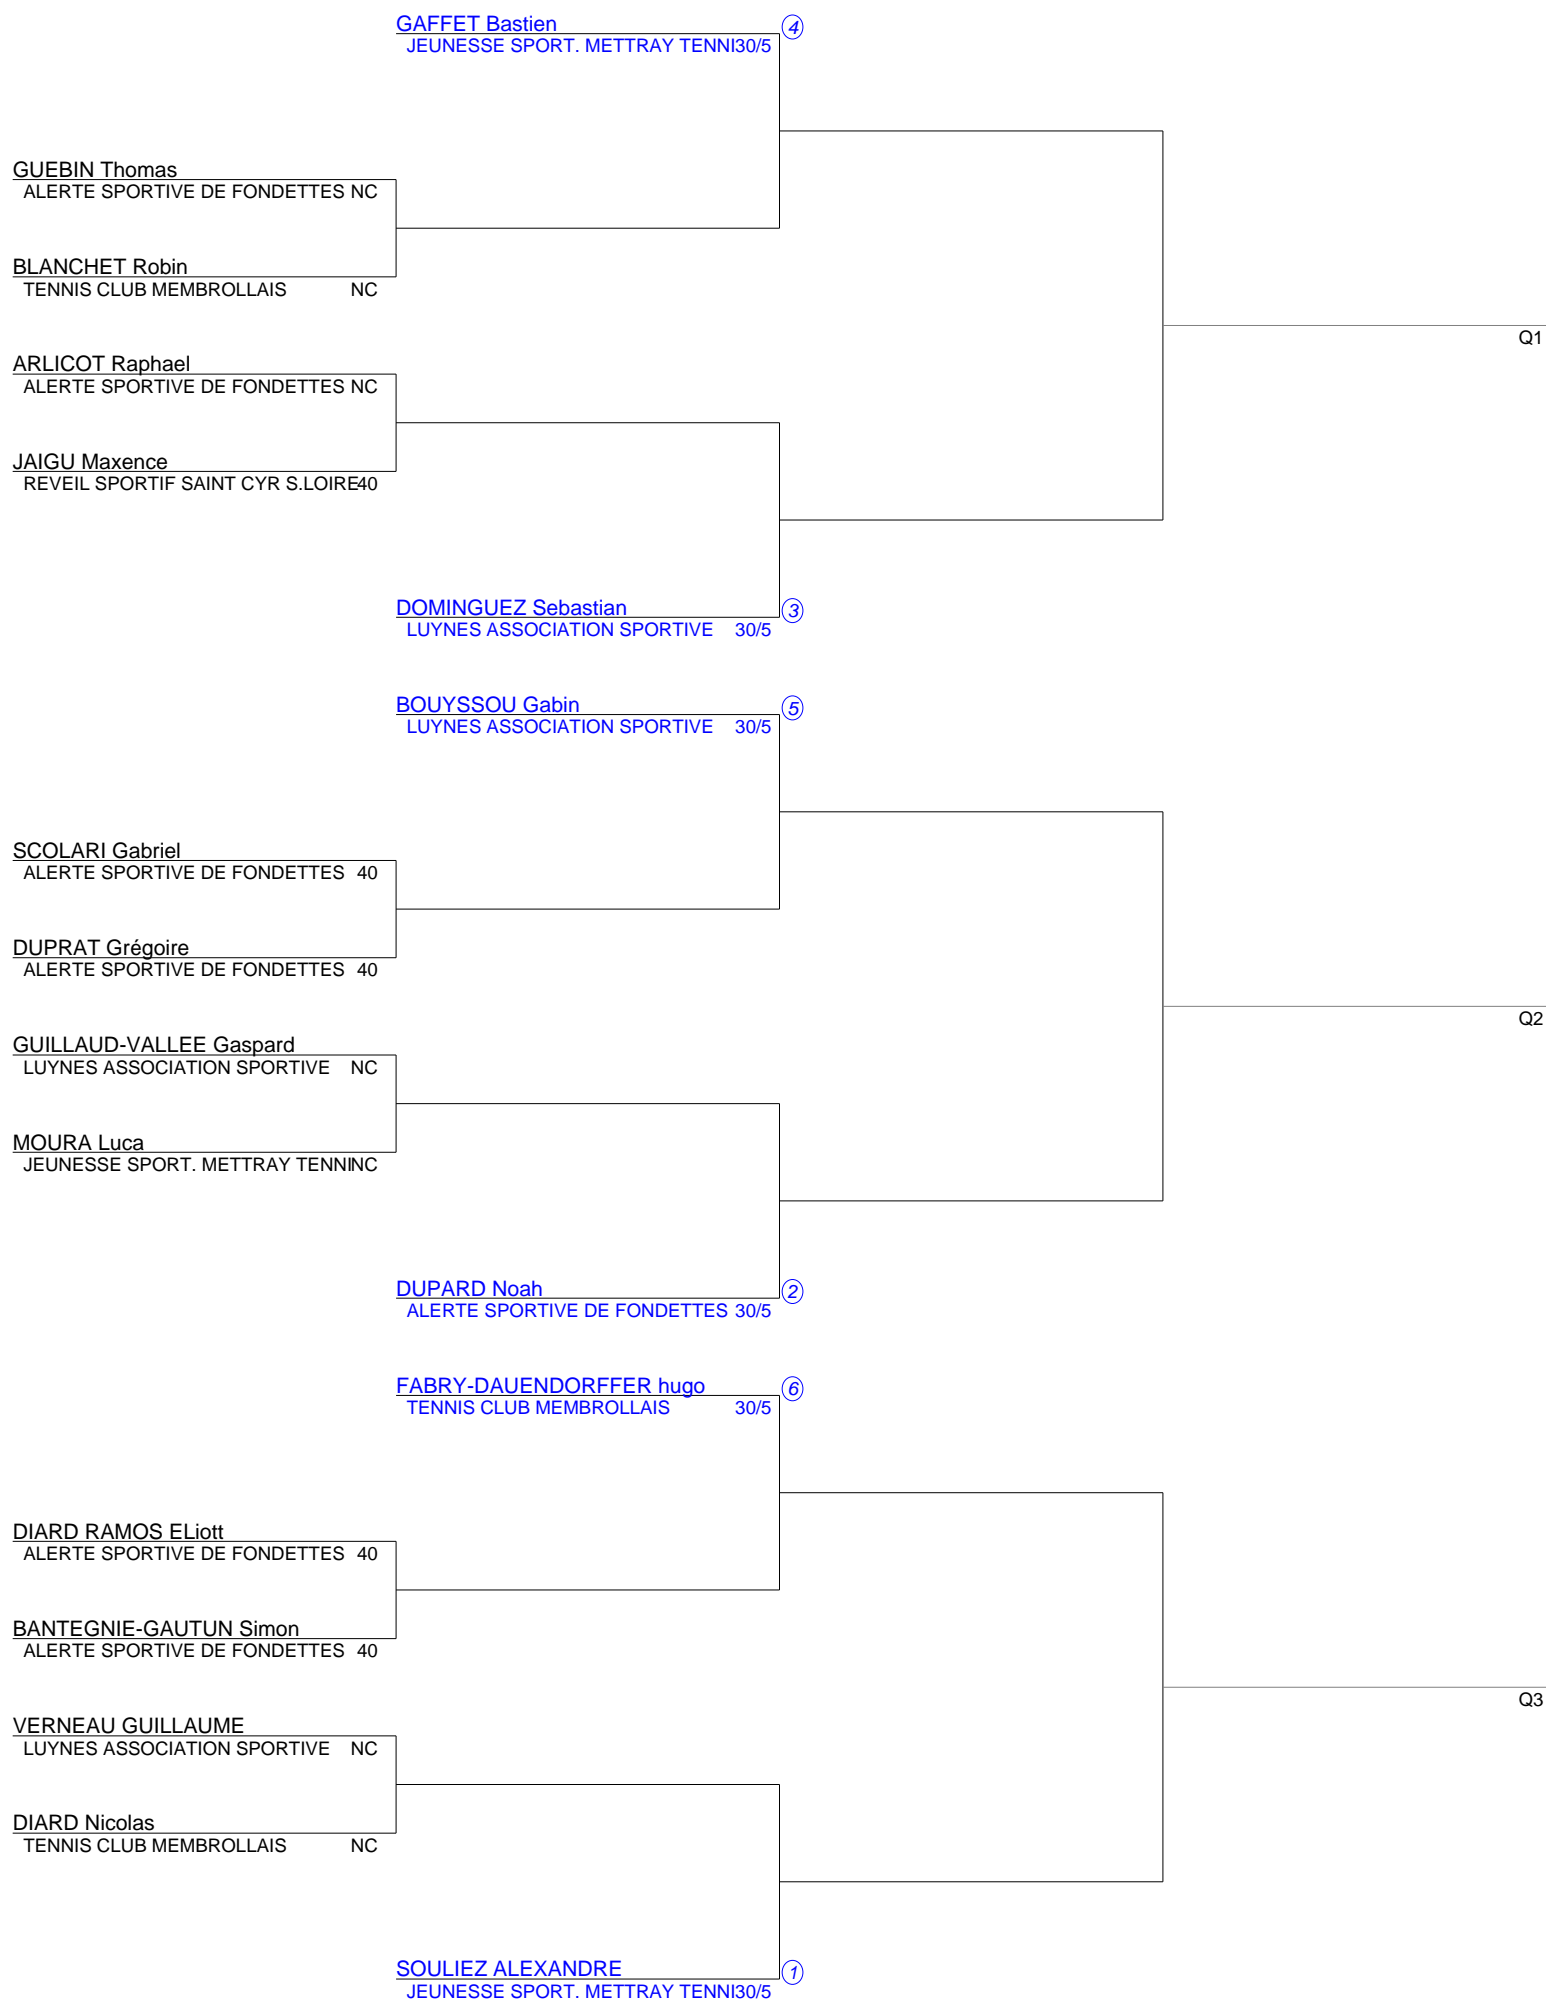 GAFFET Bastien 4
JEUNESSE SPORT. METTRAY TENNI30/5
GUEBIN Thomas
ALERTE SPORTIVE DE FONDETTES NC
BLANCHET Robin
TENNIS CLUB MEMBROLLAIS NC
Q1
ARLICOT Raphael
ALERTE SPORTIVE DE FONDETTES NC
JAIGU Maxence
REVEIL SPORTIF SAINT CYR S.LOIRE40
DOMINGUEZ Sebastian 3
LUYNES ASSOCIATION SPORTIVE 30/5
BOUYSSOU Gabin 5
LUYNES ASSOCIATION SPORTIVE 30/5
SCOLARI Gabriel
ALERTE SPORTIVE DE FONDETTES 40
DUPRAT Grégoire
ALERTE SPORTIVE DE FONDETTES 40
Q2
GUILLAUD-VALLEE Gaspard
LUYNES ASSOCIATION SPORTIVE NC
MOURA Luca
JEUNESSE SPORT. METTRAY TENNINC
DUPARD Noah 2
ALERTE SPORTIVE DE FONDETTES 30/5
FABRY-DAUENDORFFER hugo 6
TENNIS CLUB MEMBROLLAIS 30/5
DIARD RAMOS ELiott
ALERTE SPORTIVE DE FONDETTES 40
BANTEGNIE-GAUTUN Simon
ALERTE SPORTIVE DE FONDETTES 40
Q3
VERNEAU GUILLAUME
LUYNES ASSOCIATION SPORTIVE NC
DIARD Nicolas
TENNIS CLUB MEMBROLLAIS NC
SOULIEZ ALEXANDRE 1
JEUNESSE SPORT. METTRAY TENNI30/5